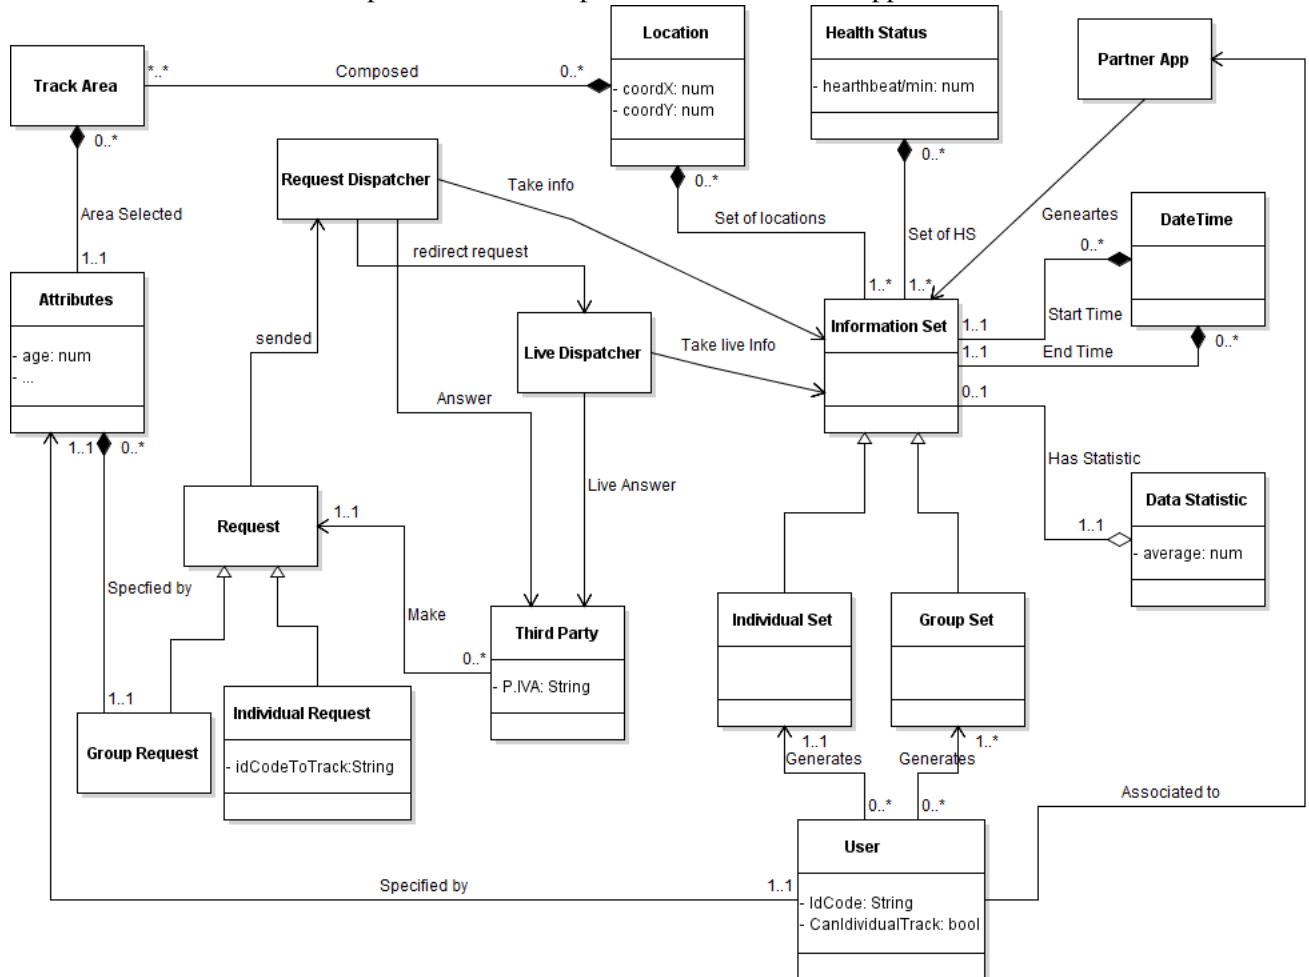 Location
- coordX: num
- coordY: num
Health Status
- hearthbeat/min: num
Partner App
Track Area
*..*
Composed
0..*
0..*
Request Dispatcher
Take info
0..*
Set of locations
0..*
Set of HS
Geneartes
DateTime
0..*
Area Selected
1..1
redirect request
1..*
1..*
Attributes
- age: num
- ...
sended
Live Dispatcher
Take live Info
Information Set
1..1
Start Time
1..1
End Time
0..*
0..1
Answer
1..1
0..*
Has Statistic
Live Answer
Request
1..1
Data Statistic
- average: num
1..1
Specfied by
Make
0..*
Third Party
- P.IVA: String
Individual Set
Group Set
1..1
Group Request
Individual Request
- idCodeToTrack:String
1..1
Generates
1..*
Generates
0..*
0..*
Associated to
User
- IdCode: String
- CanIdividualTrack: bool
Specified by
1..1